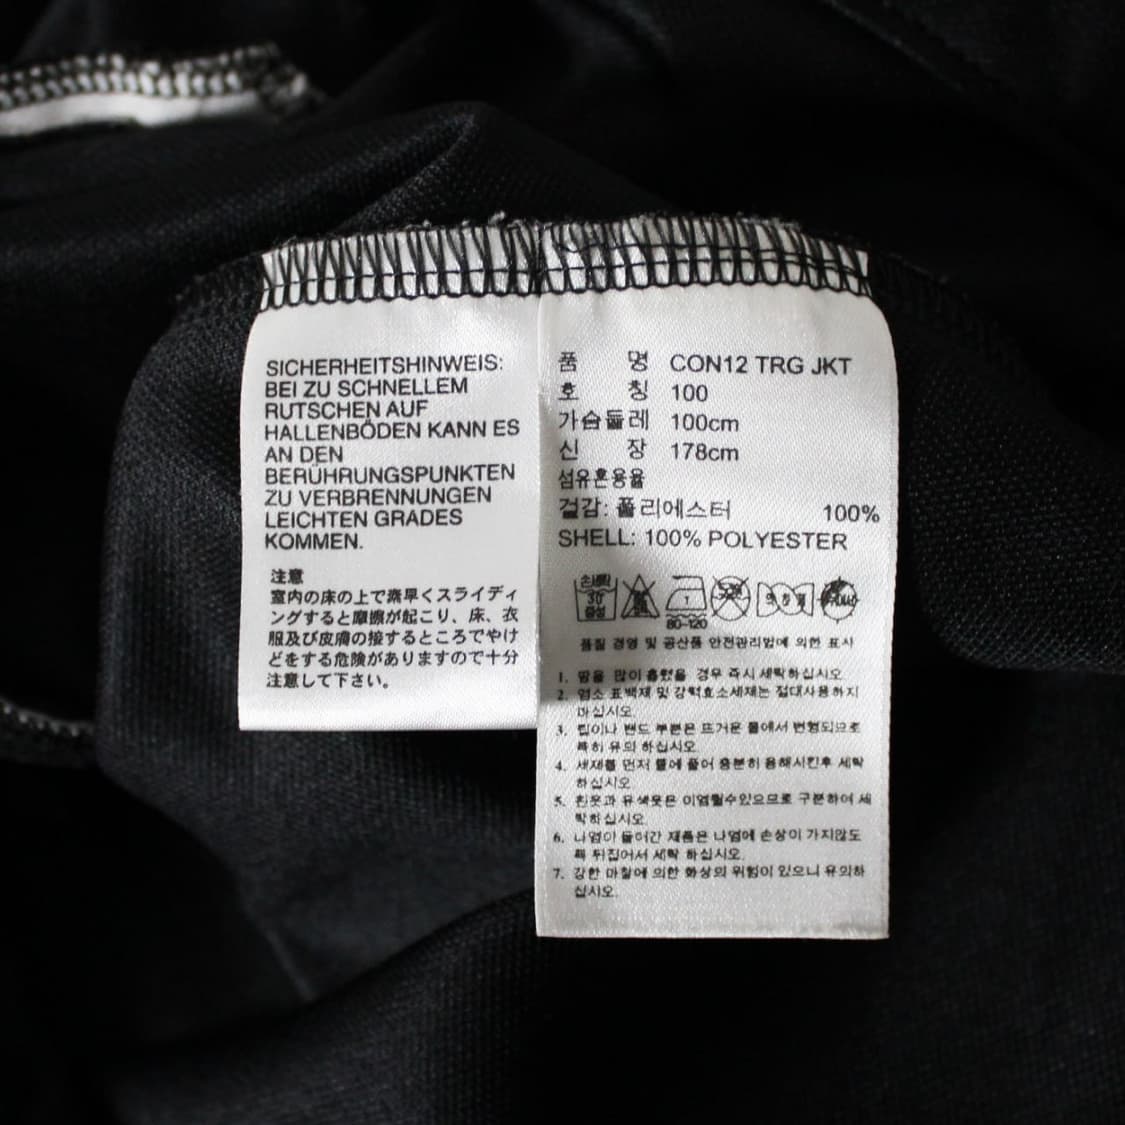 SICHERHEITSHINWEIS:
BEI ZU SCHNELLEM
RUTSCHEN AUF
HALLENBÖDEN KANN ES
AN DEN
BERÜHRUNGSPUNKTEN
ZU VERBRENNUNGEN
LEICHTEN GRADES
KOMMEN.
注意
室内の床の上で素早くスライディ
ングすると摩擦が起こり、床、衣
服及び皮膚の接するところでやけ
どをする危険がありますので十分
注意して下さい。
품 명 CON12 TRG JKT
호 칭 100
가슴둘레 100cm
신 장 178cm
섬유혼용율
겉감: 폴리에스터 100%
SHELL: 100% POLYESTER
30
중성
80-120
품질 경영 및 공산품 안전관리법에 의한 표시
1. 땀을 많이 흘렸을 경우 즉시 세탁하십시오.
2. 염소 표백제 및 강력효소세제는 절대사용하지
마십시오.
3. 립이나 밴드 부분은 뜨거운 물에서 변형되므로
특히 유의 하십시오.
4. 세제를 먼저 물에 풀어 충분히 용해시킨후 세탁
하십시오.
5. 흰옷과 유색옷은 이염될수있으므로 구분하여 세
탁하십시오.
6. 나염이 들어간 제품은 나염에 손상이 가지않도
록 뒤집어서 세탁 하십시오.
7. 강한 마찰에 의한 화상의 위험이 있으니 유의하
십시오.